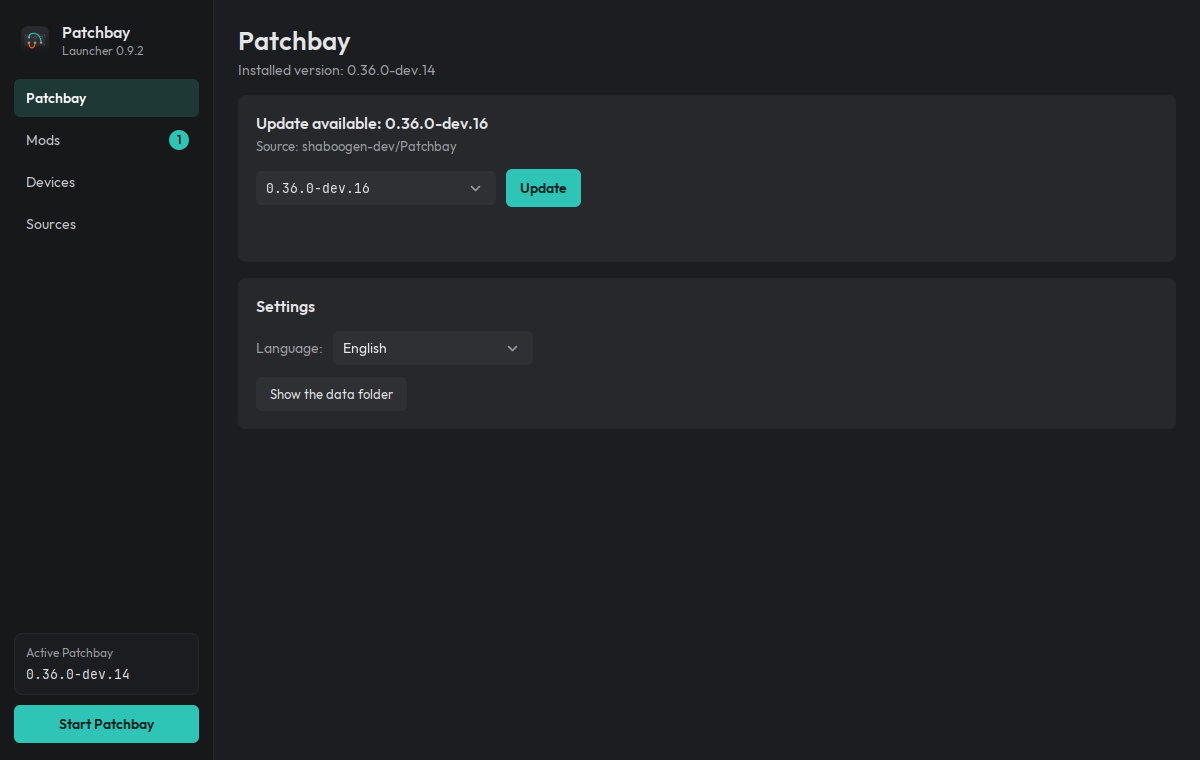 Patchbay
Launcher 0.9.2
Patchbay
Mods
1
Devices
Sources
Active Patchbay
0.36.0-dev.14
Start Patchbay
Patchbay
Installed version: 0.36.0-dev.14
Update available: 0.36.0-dev.16
Source: shaboogen-dev/Patchbay
0.36.0-dev.16
Update
Settings
Language:
English
Show the data folder